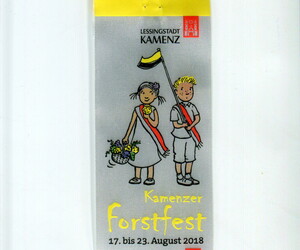 LESSINGSTADT
KAMENZ
Kamenzer
Forstfest
17. bis 23. August 2018